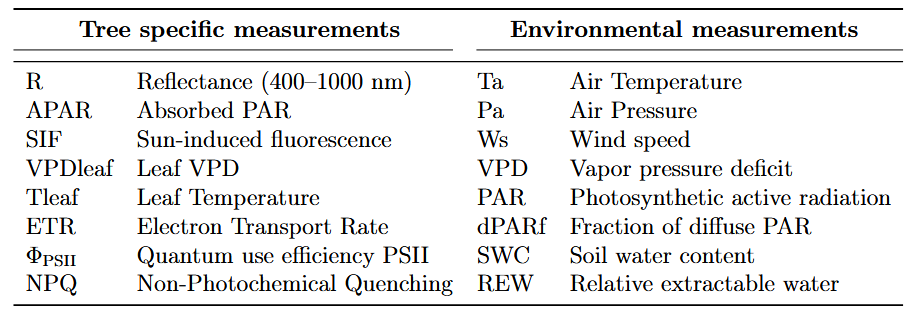 Tree specific measurements Environmental measurements
R Reflectance (400–1000 nm) Ta Air Temperature
APAR Absorbed PAR Pa Air Pressure
SIF Sun-induced fluorescence Ws Wind speed
VPDleaf Leaf VPD VPD Vapor pressure deficit
Tleaf Leaf Temperature PAR Photosynthetic active radiation
ETR Electron Transport Rate dPARf Fraction of diffuse PAR
ΦPSII Quantum use efficiency PSII SWC Soil water content
NPQ Non-Photochemical Quenching REW Relative extractable water